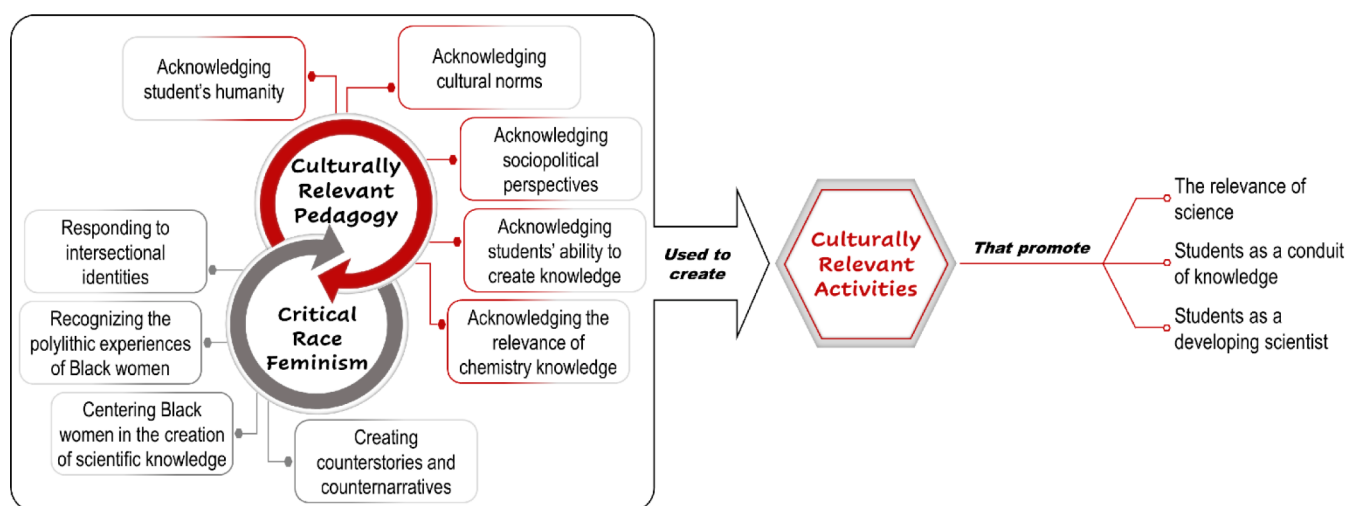 Acknowledging
student's humanity
Acknowledging
cultural norms
Acknowledging
sociopolitical
perspectives
Acknowledging
students' ability to
create knowledge
Acknowledging the
relevance of
chemistry knowledge
Culturally
Relevant
Pedagogy
Critical
Race
Feminism
Responding to
intersectional
identities
Recognizing the
polylithic experiences
of Black women
Centering Black
women in the creation
of scientific knowledge
Creating
counterstories and
counternarratives
Used to
create
Culturally
Relevant
Activities
That promote
The relevance of
science
Students as a conduit
of knowledge
Students as a
developing scientist